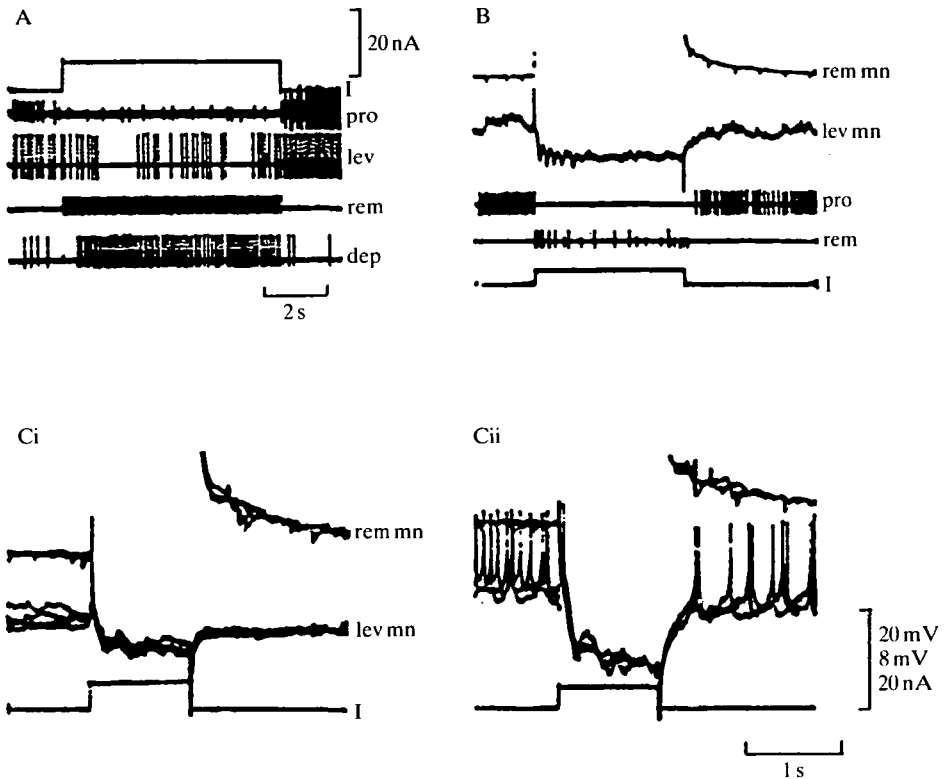 A
20 nA
I
pro
lev
rem
dep
2 s
B
rem mn
lev mn
pro
rem
I
Ci
rem mn
lev mn
I
Cii
20 mV
8 mV
20 nA
1 s